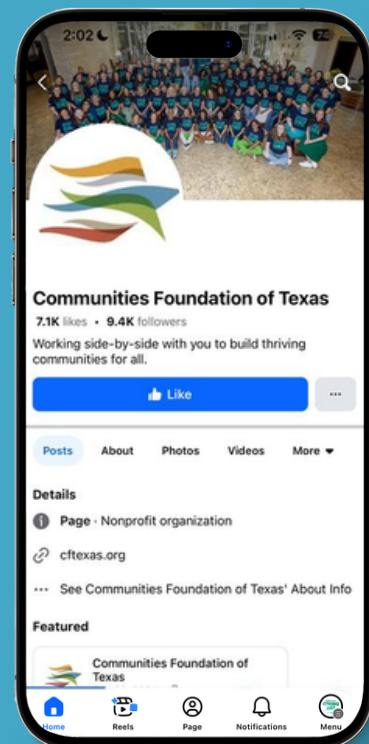 2:02
Communities Foundation of Texas
7.1K likes • 9.4K followers
Working side-by-side with you to build thriving
communities for all.
Like
...
Posts About Photos Videos More
Details
Page · Nonprofit organization
cftexas.org
... See Communities Foundation of Texas' About Info
Featured
Communities Foundation of
Texas
Home Reels Page Notifications Menu